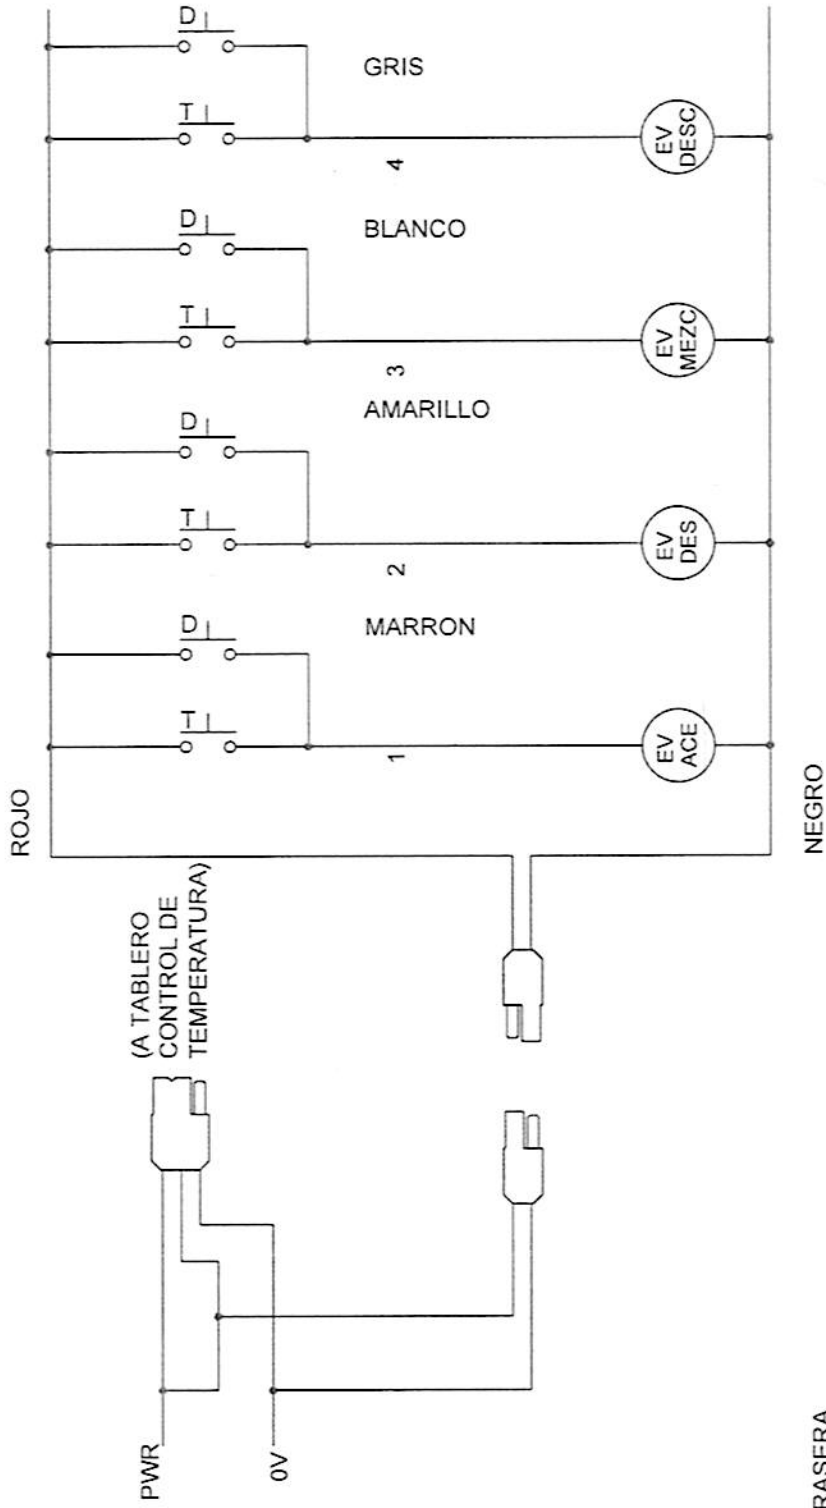 D
GRIS
T
4
EV
DESC
D
BLANCO
T
3
EV
MEZC
D
AMARILLO
T
2
EV
DES
D
MARRON
T
1
EV
ACE
ROJO
NEGRO
(A TABLERO
CONTROL DE
TEMPERATURA)
PWR
0V
RASERA